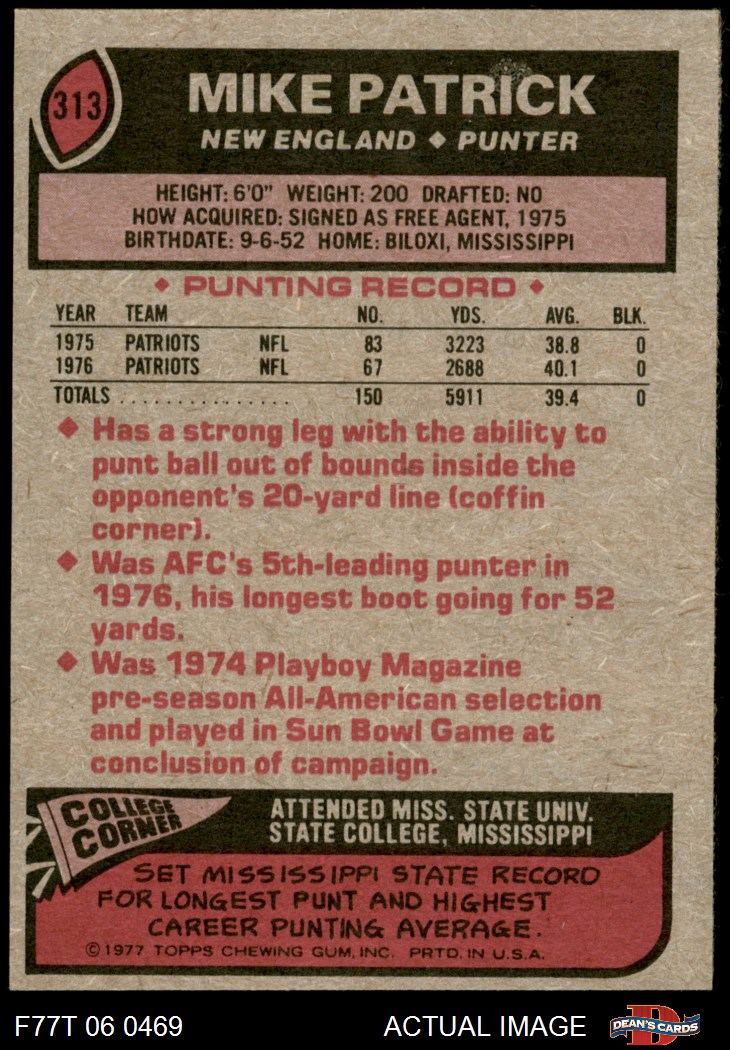 313
MIKE PATRICK
NEW ENGLAND ◆ PUNTER
HEIGHT: 6'0" WEIGHT: 200 DRAFTED: NO
HOW ACQUIRED: SIGNED AS FREE AGENT, 1975
BIRTHDATE: 9-6-52 HOME: BILOXI, MISSISSIPPI
◆ PUNTING RECORD ◆
YEAR TEAM NO. YDS. AVG. BLK.
1975 PATRIOTS NFL 83 3223 38.8 0
1976 PATRIOTS NFL 67 2688 40.1 0
TOTALS . . . . . . . . . . . . . . . 150 5911 39.4 0
◆ Has a strong leg with the ability to
punt ball out of bounds inside the
opponent's 20-yard line (coffin
corner).
◆ Was AFC's 5th-leading punter in
1976, his longest boot going for 52
yards.
◆ Was 1974 Playboy Magazine
pre-season All-American selection
and played in Sun Bowl Game at
conclusion of campaign.
COLLEGE
CORNER
ATTENDED MISS. STATE UNIV.
STATE COLLEGE, MISSISSIPPI
SET MISSISSIPPI STATE RECORD
FOR LONGEST PUNT AND HIGHEST
CAREER PUNTING AVERAGE.
© 1977 TOPPS CHEWING GUM, INC. PRTD. IN U.S.A.
F77T 06 0469 ACTUAL IMAGE
D
DEAN'S CARDS